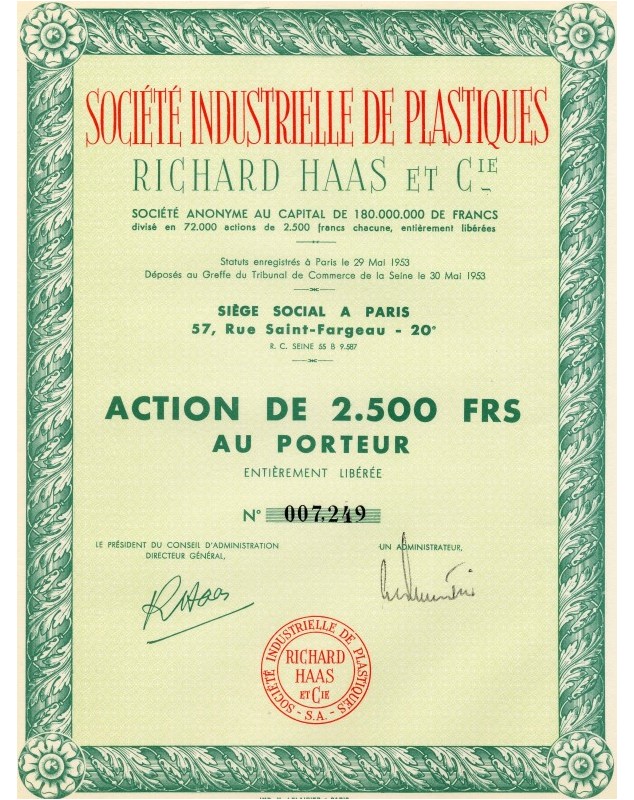 SOCIÉTÉ INDUSTRIELLE DE PLASTIQUES
RICHARD HAAS ET CIE
SOCIÉTÉ ANONYME AU CAPITAL DE 180.000.000 DE FRANCS
divisé en 72.000 actions de 2.500 francs chacune, entièrement libérées
Statuts enregistrés à Paris le 29 Mai 1953
Déposés au Greffe du Tribunal de Commerce de la Seine le 30 Mai 1953
SIÈGE SOCIAL A PARIS
57, Rue Saint-Fargeau - 20e
R. C. SEINE 55 B 9.587
ACTION DE 2.500 FRS
AU PORTEUR
ENTIÈREMENT LIBÉRÉE
N° 007.249
LE PRÉSIDENT DU CONSEIL D'ADMINISTRATION
DIRECTEUR GÉNÉRAL,
UN ADMINISTRATEUR,
RHaas
SOCIÉTÉ INDUSTRIELLE DE PLASTIQUES
RICHARD
HAAS
ET CIE
- S.A. -